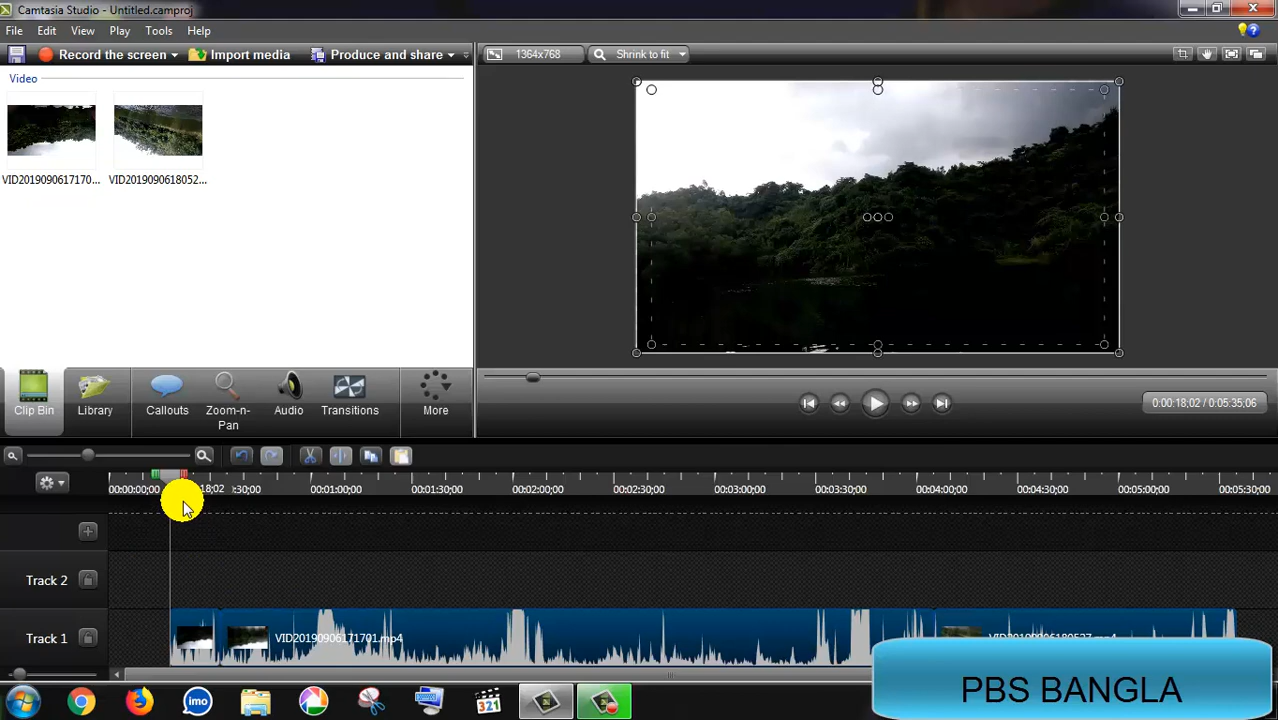 Camtasia Studio - Untitled.camproj
File Edit View Play Tools Help
Record the screen Import media Produce and share
1364x768 Shrink to fit
Video
VID2019090617170... VID2019090618052...
Clip Bin Library Callouts Zoom-n-Pan Audio Transitions More
0:00:18;02 / 0:05:35;06
00:00:00;00 18;02 :30;00 00:01:00;00 00:01:30;00 00:02:00;00 00:02:30;00 00:03:00;00 00:03:30;00 00:04:00;00 00:04:30;00 00:05:00;00 00:05:30;00
Track 2
Track 1 VID20190906171701.mp4
PBS BANGLA
imo 321